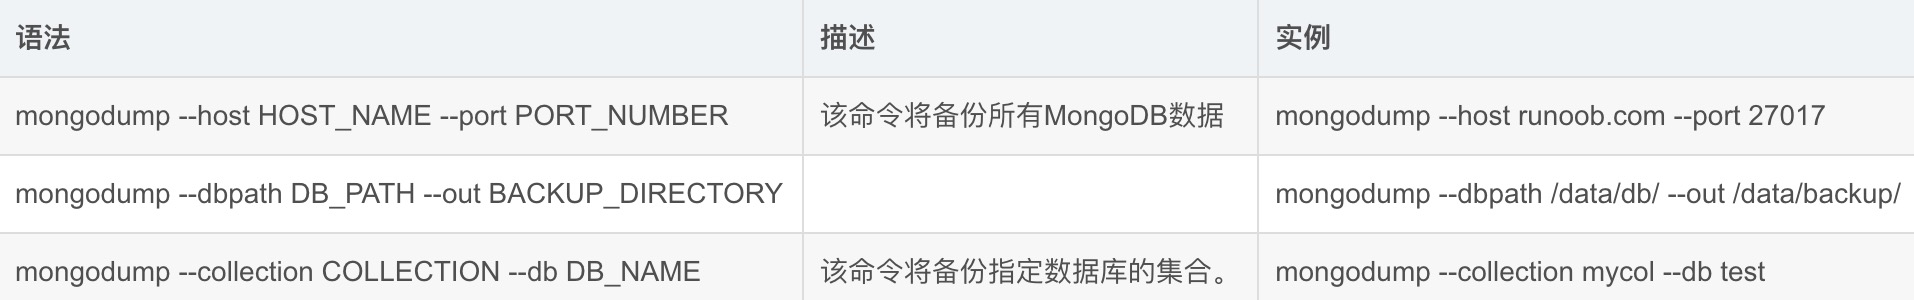 语法 描述 实例
mongodump --host HOST_NAME --port PORT_NUMBER 该命令将备份所有MongoDB数据 mongodump --host runoob.com --port 27017
mongodump --dbpath DB_PATH --out BACKUP_DIRECTORY mongodump --dbpath /data/db/ --out /data/backup/
mongodump --collection COLLECTION --db DB_NAME 该命令将备份指定数据库的集合。 mongodump --collection mycol --db test